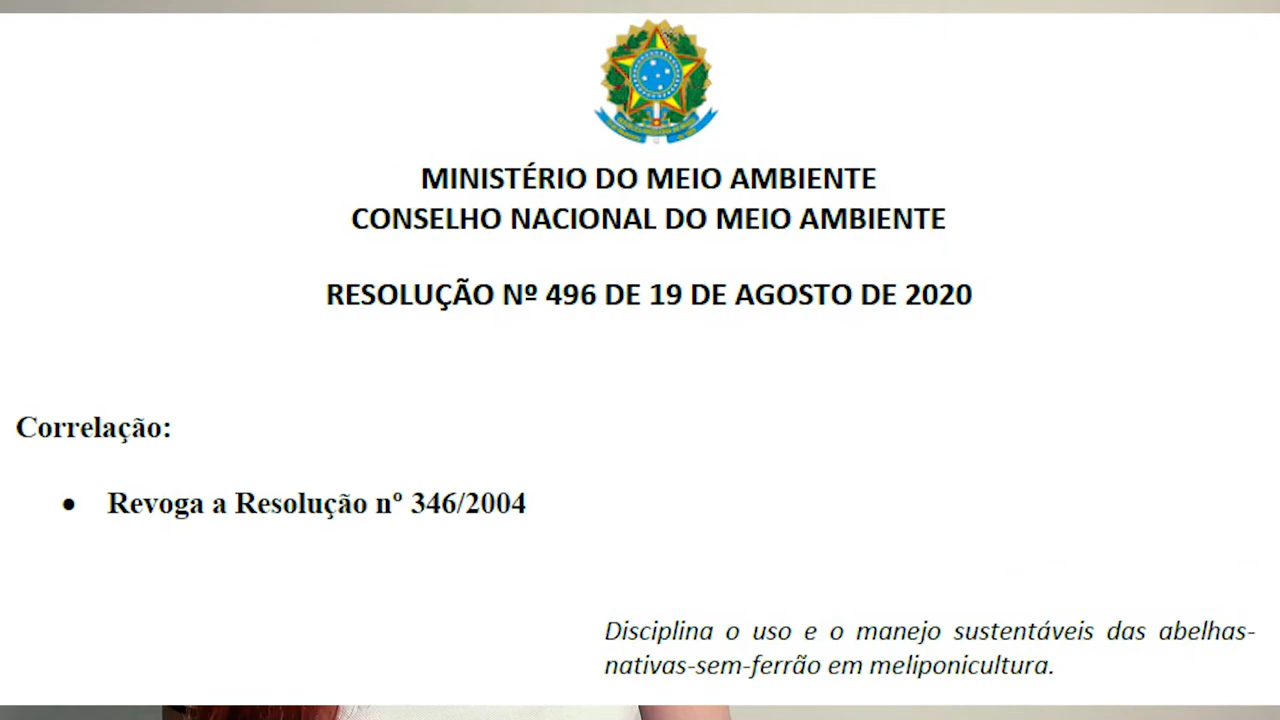 MINISTÉRIO DO MEIO AMBIENTE
CONSELHO NACIONAL DO MEIO AMBIENTE
RESOLUÇÃO Nº 496 DE 19 DE AGOSTO DE 2020
Correlação:
• Revoga a Resolução nº 346/2004
Disciplina o uso e o manejo sustentáveis das abelhas-
nativas-sem-ferrão em meliponicultura.